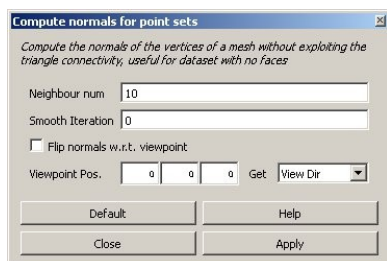 Compute normals for point sets
Compute the normals of the vertices of a mesh without exploiting the
triangle connectivity, useful for dataset with no faces
Neighbour num 10
Smooth Iteration 0
Flip normals w.r.t. viewpoint
Viewpoint Pos. 0 0 0 Get View Dir
Default Help
Close Apply